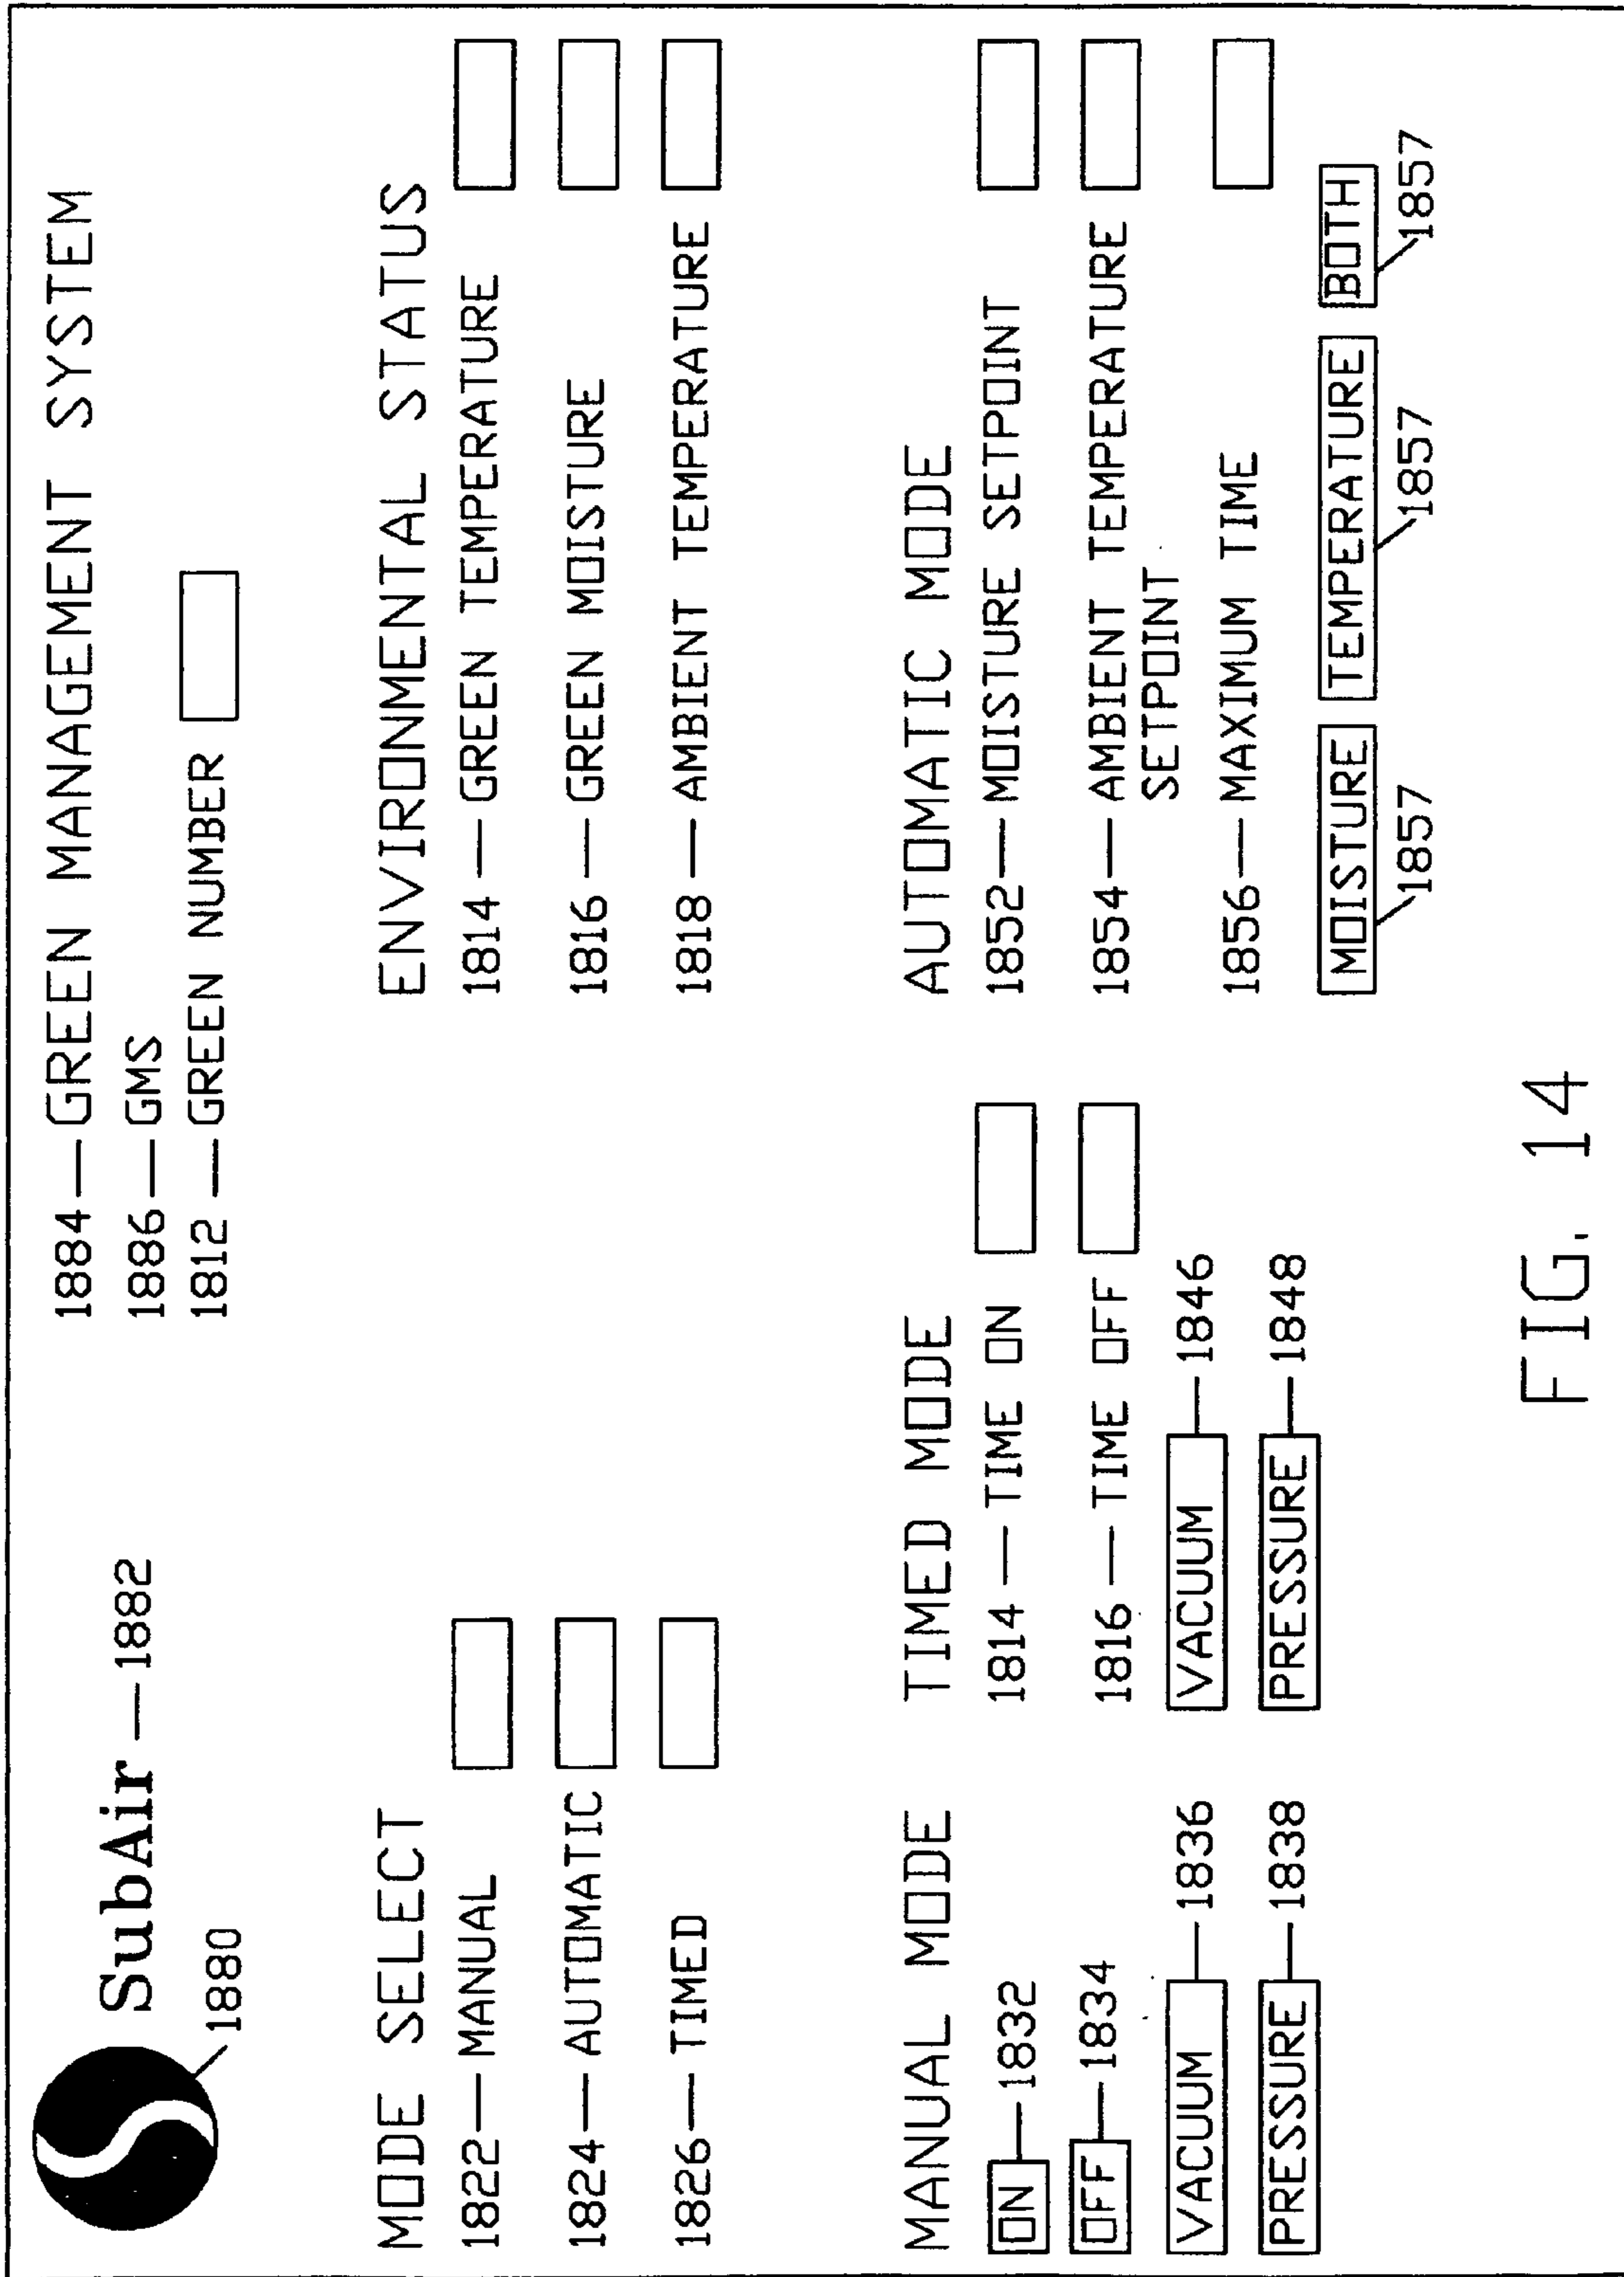 SubAir — 1882
1880
1884 — GREEN MANAGEMENT SYSTEM
1886 — GMS
1812 — GREEN NUMBER
MODE SELECT
1822 — MANUAL
1824 — AUTOMATIC
1826 — TIMED
ENVIRONMENTAL STATUS
1814 — GREEN TEMPERATURE
1816 — GREEN MOISTURE
1818 — AMBIENT TEMPERATURE
MANUAL MODE
ON — 1832
OFF — 1834
VACUUM — 1836
PRESSURE — 1838
TIMED MODE
1814 — TIME ON
1816 — TIME OFF
VACUUM — 1846
PRESSURE — 1848
AUTOMATIC MODE
1852 — MOISTURE SETPOINT
1854 — AMBIENT TEMPERATURE
SETPOINT
1856 — MAXIMUM TIME
MOISTURE TEMPERATURE BOTH
1857 1857 1857
FIG. 14